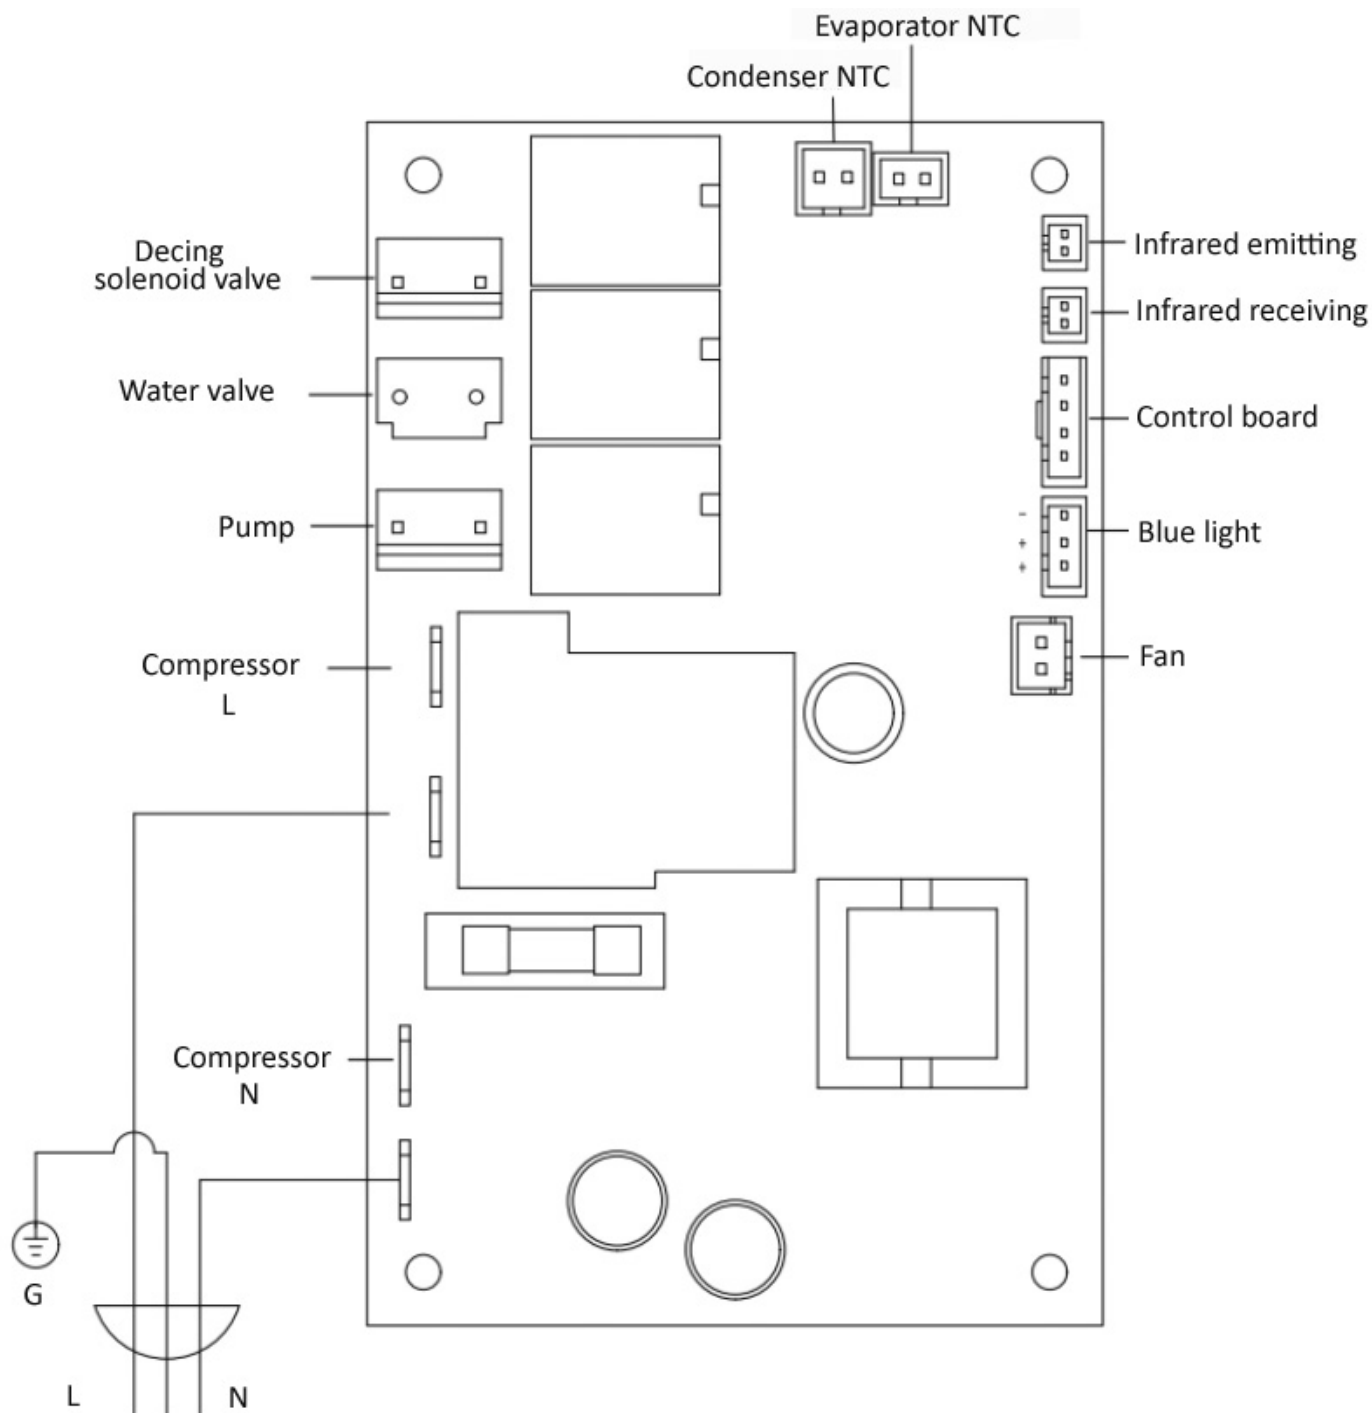 Evaporator NTC
Condenser NTC
Decing
solenoid valve
Infrared emitting
Infrared receiving
Water valve
Control board
Pump
-
+
+
Blue light
Fan
Compressor
L
Compressor
N
G
L
N